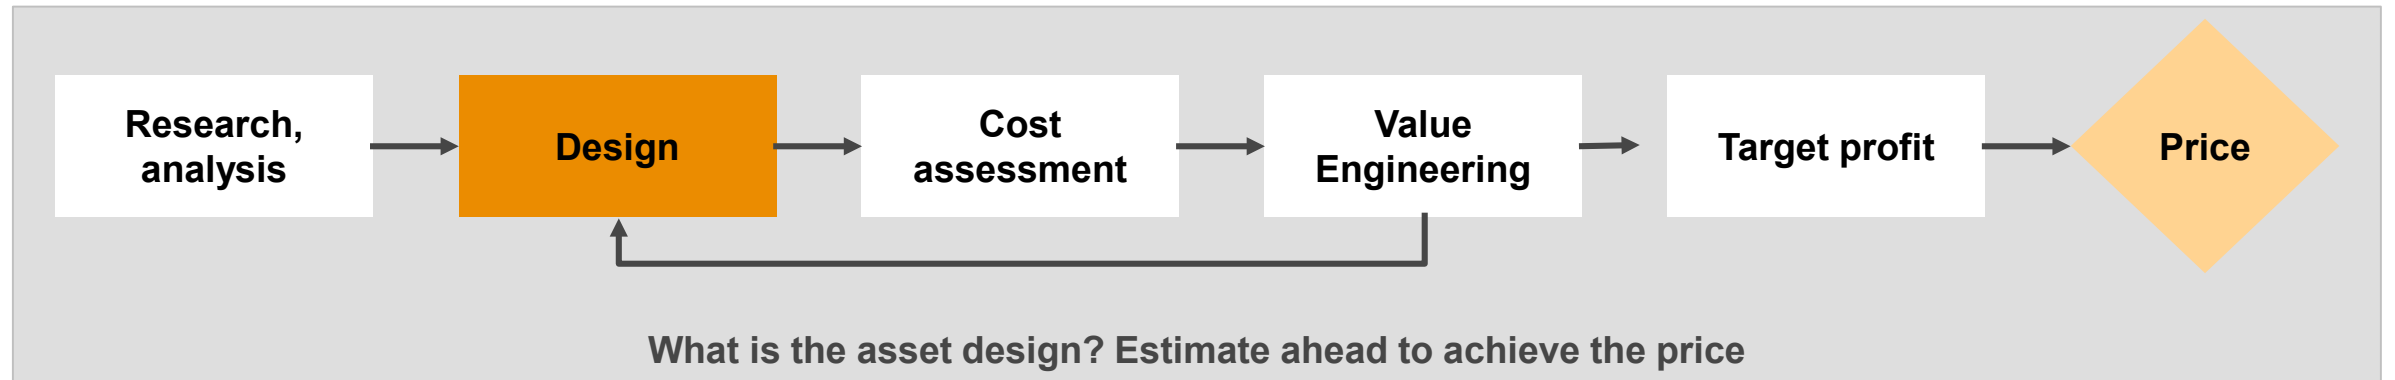 Research,
analysis
Design
Cost
assessment
Value
Engineering
Target profit
Price
What is the asset design? Estimate ahead to achieve the price